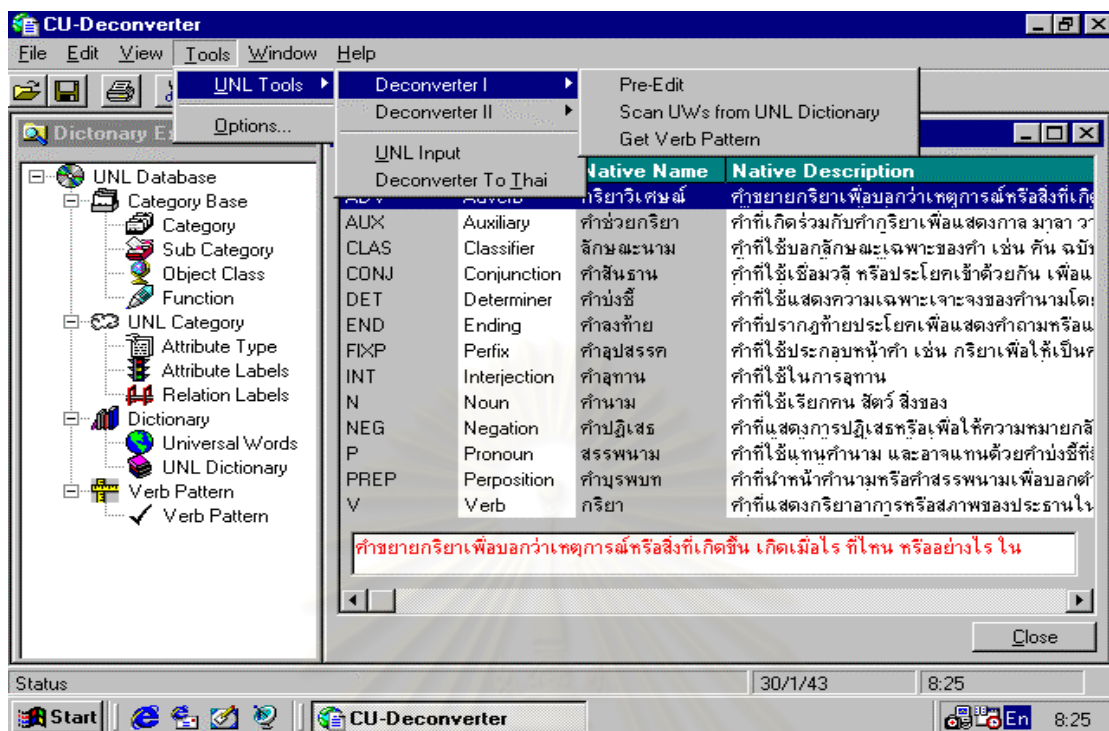 CU-Deconverter
File Edit View Tools Window Help
UNL Tools
Options...
Deconverter I
Deconverter II
UNL Input
Deconverter To Thai
Pre-Edit
Scan UWs from UNL Dictionary
Get Verb Pattern
Dictonary
UNL Database
Category Base
Category
Sub Category
Object Class
Function
UNL Category
Attribute Type
Attribute Labels
Relation Labels
Dictionary
Universal Words
UNL Dictionary
Verb Pattern
Verb Pattern
Native Name Native Description
ADV Adverb กริยาวิเศษณ์ คำขยายกริยาเพื่อบอกว่าเหตุการณ์หรือสิ่งที่
AUX Auxiliary คำช่วยกริยา คำที่เกิดร่วมกับคำกริยาเพื่อแสดงกาล มาลา วา
CLAS Classifier ลักษณะนาม คำที่ใช้บอกลักษณะเฉพาะของคำ เช่น คัน ฉบับ
CONJ Conjunction คำสันธาน คำที่ใช้เชื่อมวลี หรือประโยคเข้าด้วยกัน เพื่อแ
DET Determiner คำบ่งชี้ คำที่ใช้แสดงความเฉพาะเจาะจงของคำนามโดย
END Ending คำลงท้าย คำที่ปรากฎท้ายประโยคเพื่อแสดงคำถามหรือแ
FIXP Perfix คำอุปสรรค คำที่ใช้ประกอบหน้าคำ เช่น กริยาเพื่อให้เป็น
INT Interjection คำอุทาน คำที่ใช้ในการอุทาน
N Noun คำนาม คำที่ใช้เรียกคน สัตว์ สิ่งของ
NEG Negation คำปฏิเสธ คำที่แสดงการปฏิเสธหรือเพื่อให้ความหมายกลั
P Pronoun สรรพนาม คำที่ใช้แทนคำนาม และอาจแทนด้วยคำบ่งชี้ที่
PREP Perposition คำบุรพบท คำที่นำหน้าคำนามหรือคำสรรพนามเพื่อบอกตำ
V Verb กริยา คำที่แสดงกริยาอาการหรือสภาพของประธานใน
คำขยายกริยาเพื่อบอกว่าเหตุการณ์หรือสิ่งที่เกิดขึ้น เกิดเมื่อไร ที่ไหน หรืออย่างไร ใน
Close
Status 30/1/43 8:25
Start CU-Deconverter En 8:25